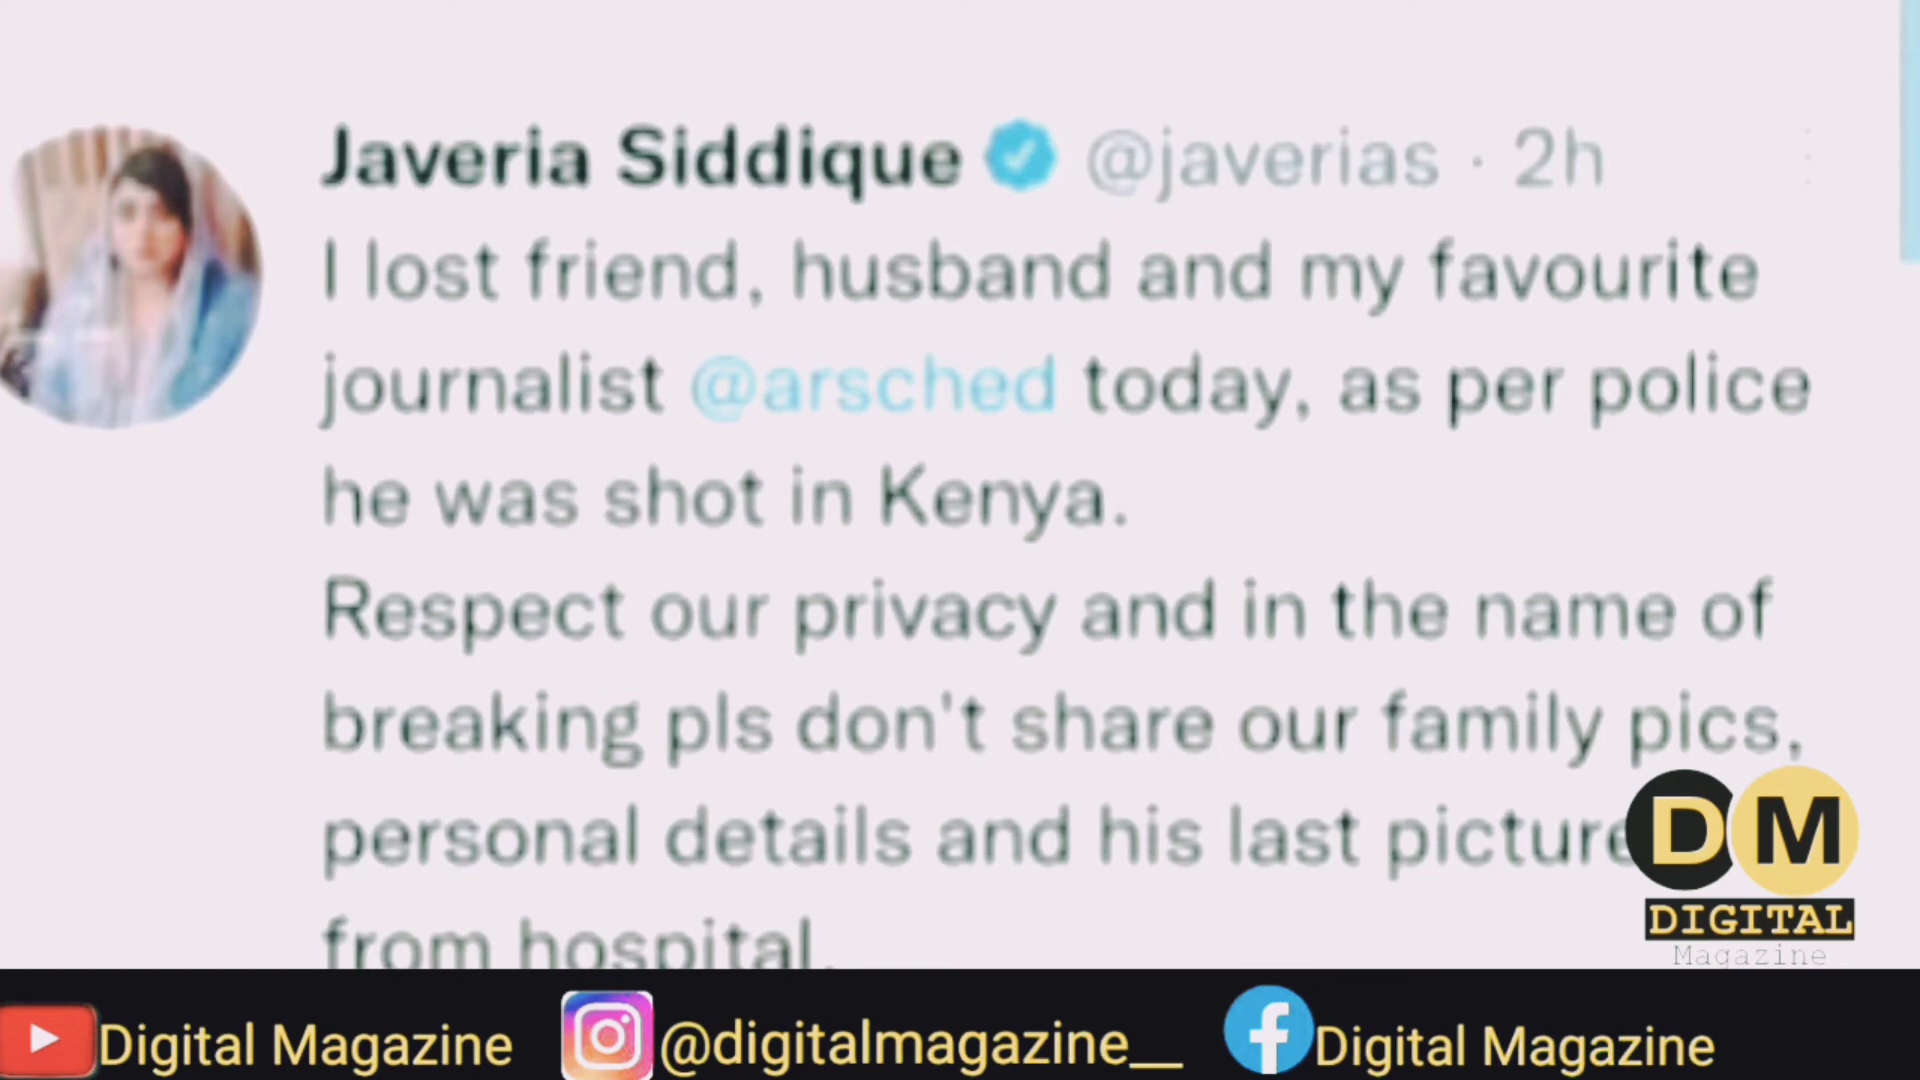 Javeria Siddique @javerias · 2h
I lost friend, husband and my favourite
journalist @arsched today, as per police
he was shot in Kenya.
Respect our privacy and in the name of
breaking pls don't share our family pics,
personal details and his last picture
from hospital.
DM
DIGITAL
Magazine
Digital Magazine @digitalmagazine__ Digital Magazine